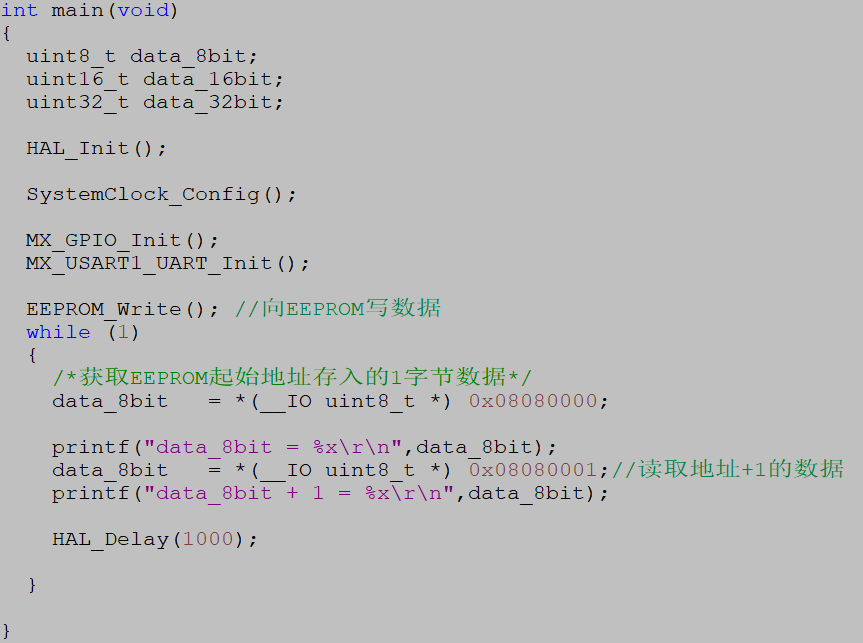 int main(void)
{
  uint8_t data_8bit;
  uint16_t data_16bit;
  uint32_t data_32bit;

  HAL_Init();

  SystemClock_Config();

  MX_GPIO_Init();
  MX_USART1_UART_Init();

  EEPROM_Write(); //向EEPROM写数据
  while (1)
  {
    /*获取EEPROM起始地址存入的1字节数据*/
    data_8bit   = *(__IO uint8_t *) 0x08080000;

    printf("data_8bit = %x\r\n",data_8bit);
    data_8bit   = *(__IO uint8_t *) 0x08080001;//读取地址+1的数据
    printf("data_8bit + 1 = %x\r\n",data_8bit);

    HAL_Delay(1000);

  }

}